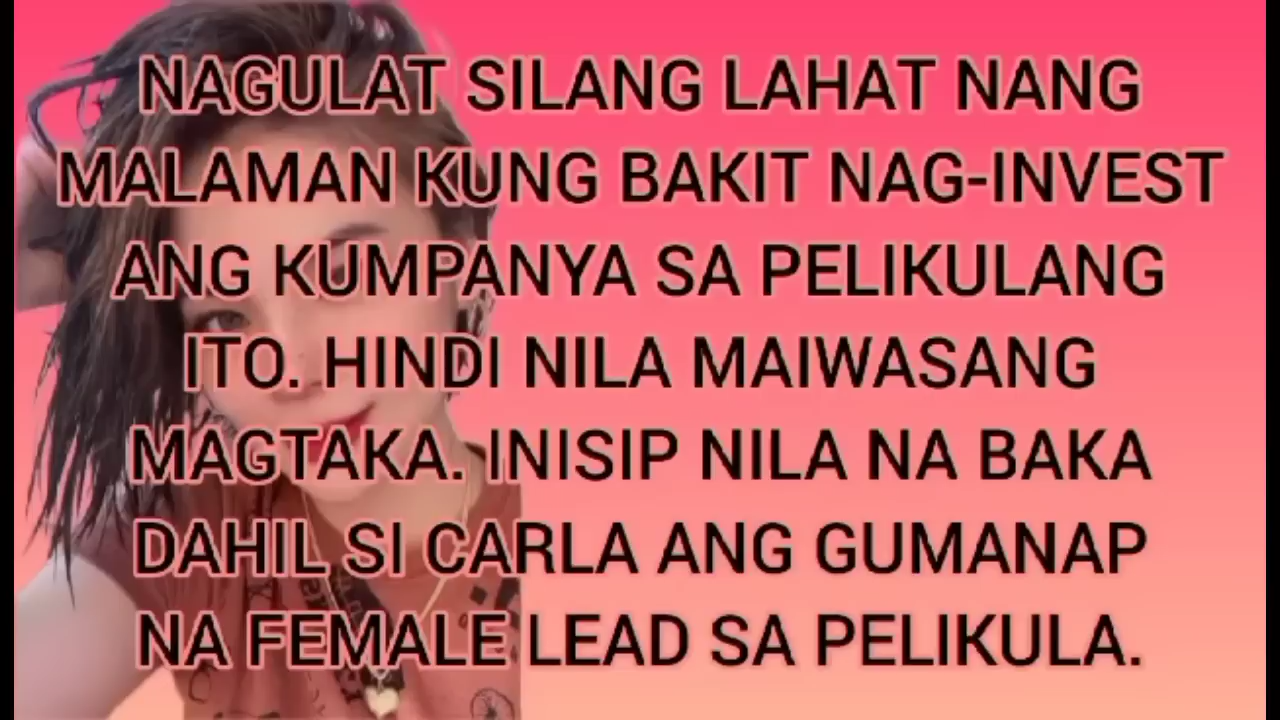 NAGULAT SILANG LAHAT NANG
MALAMAN KUNG BAKIT NAG-INVEST
ANG KUMPANYA SA PELIKULANG
ITO. HINDI NILA MAIWASANG
MAGTAKA. INISIP NILA NA BAKA
DAHIL SI CARLA ANG GUMANAP
NA FEMALE LEAD SA PELIKULA.